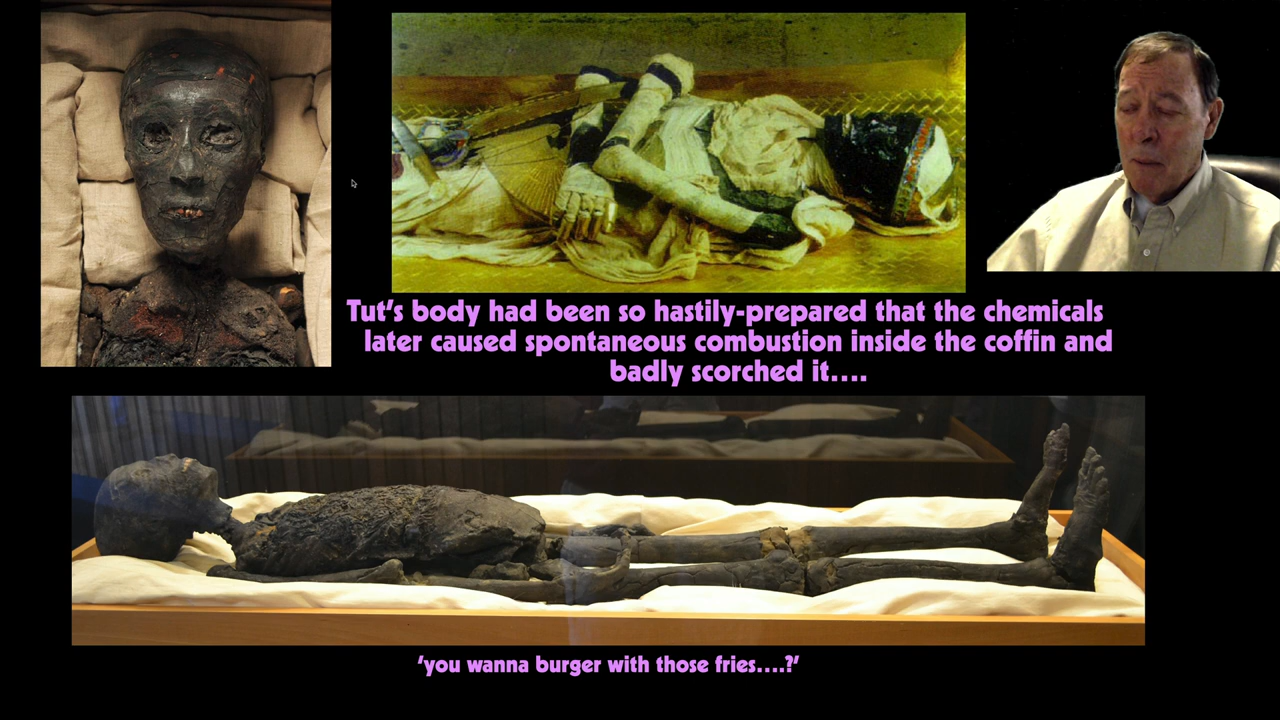 Tut's body had been so hastily-prepared that the chemicals
later caused spontaneous combustion inside the coffin and
badly scorched it....
'you wanna burger with those fries....?'